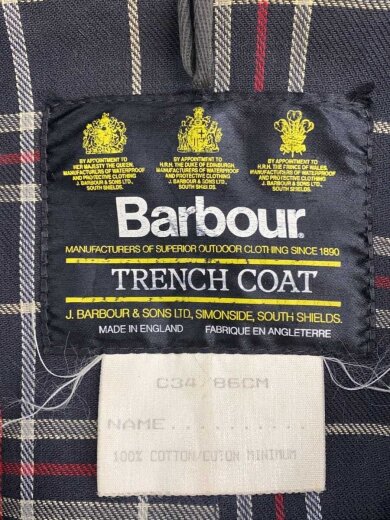 BY APPOINTMENT TO
HER MAJESTY THE QUEEN,
MANUFACTURERS OF WATERPROOF
AND PROTECTIVE CLOTHING
J. BARBOUR & SONS LTD.,
SOUTH SHIELDS.
BY APPOINTMENT TO
H.R.H. THE DUKE OF EDINBURGH,
MANUFACTURERS OF WATERPROOF
AND PROTECTIVE CLOTHING
J. BARBOUR & SONS LTD.,
SOUTH SHIELDS.
BY APPOINTMENT TO
H.R.H. THE PRINCE OF WALES,
MANUFACTURERS OF WATERPROOF
AND PROTECTIVE CLOTHING
J. BARBOUR & SONS LTD.,
SOUTH SHIELDS.
Barbour®
MANUFACTURERS OF SUPERIOR OUTDOOR CLOTHING SINCE 1890
TRENCH COAT
J. BARBOUR & SONS LTD, SIMONSIDE, SOUTH SHIELDS.
MADE IN ENGLAND FABRIQUE EN ANGLETERRE
C34/86CM
NAME..........
100% COTTON/COTON MINIMUM